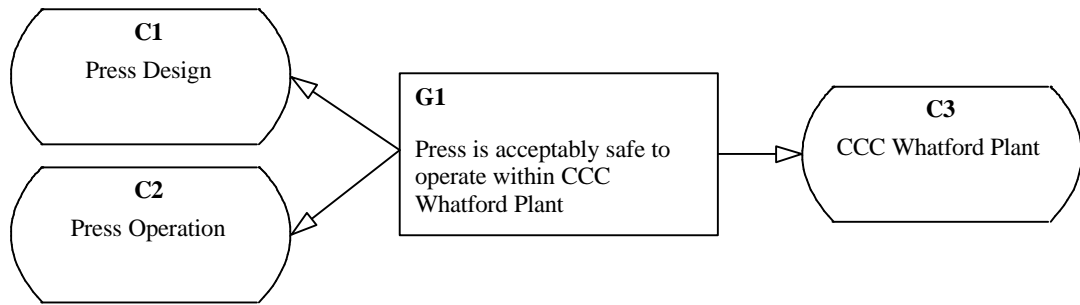 C1
Press Design
C2
Press Operation
G1
Press is acceptably safe to
operate within CCC
Whatford Plant
C3
CCC Whatford Plant